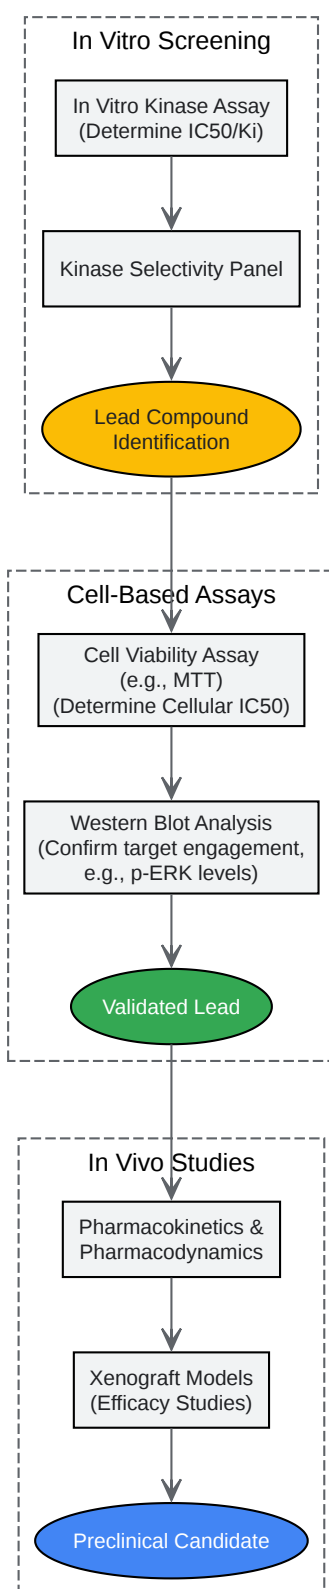 In Vitro Screening
In Vitro Kinase Assay
(Determine IC50/Ki)
Kinase Selectivity Panel
Lead Compound
Identification
Cell-Based Assays
Cell Viability Assay
(e.g., MTT)
(Determine Cellular IC50)
Western Blot Analysis
(Confirm target engagement,
e.g., p-ERK levels)
Validated Lead
In Vivo Studies
Pharmacokinetics &
Pharmacodynamics
Xenograft Models
(Efficacy Studies)
Preclinical Candidate